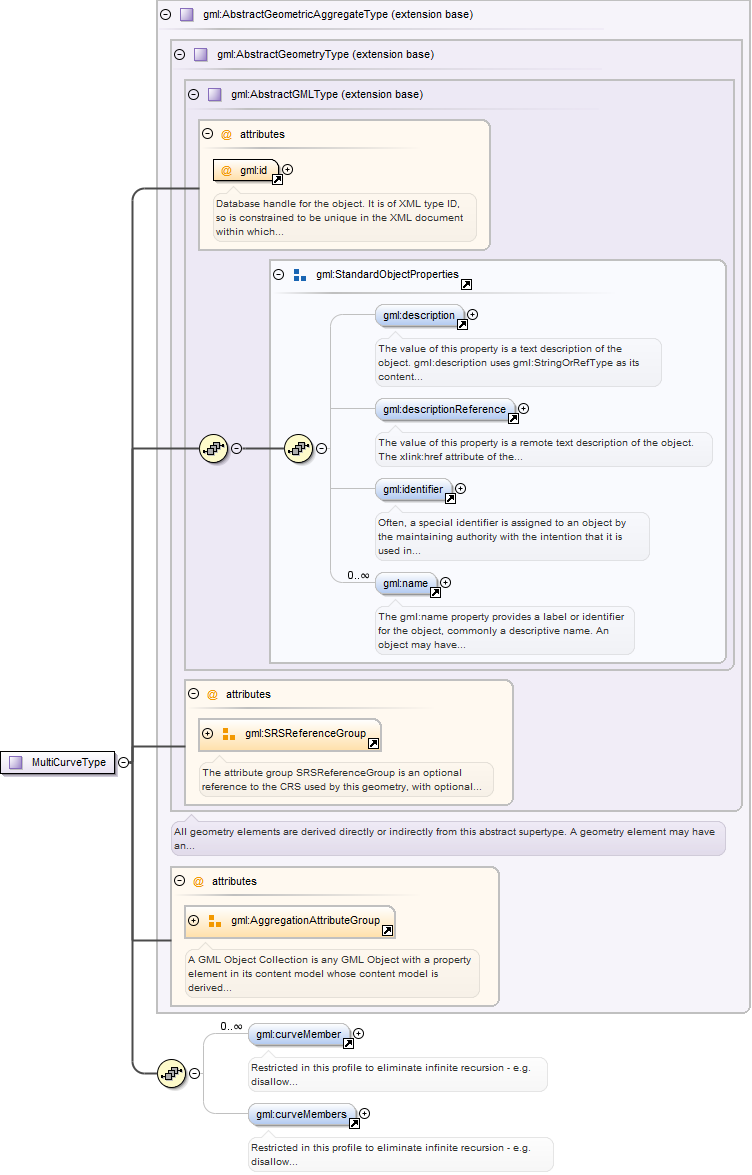 gml:AbstractGeometricAggregateType (extension base)
gml:AbstractGeometryType (extension base)
gml:AbstractGMLType (extension base)
@ attributes
@ gml:id
Database handle for the object. It is of XML type ID,
so is constrained to be unique in the XML document
within which...
gml:StandardObjectProperties
gml:description
The value of this property is a text description of the
object. gml:description uses gml:StringOrRefType as its
content...
gml:descriptionReference
The value of this property is a remote text description of the object.
The xlink:href attribute of the...
gml:identifier
Often, a special identifier is assigned to an object by
the maintaining authority with the intention that it is
used in...
0..∞
gml:name
The gml:name property provides a label or identifier
for the object, commonly a descriptive name. An
object may have...
@ attributes
gml:SRSReferenceGroup
MultiCurveType
The attribute group SRSReferenceGroup is an optional
reference to the CRS used by this geometry, with optional...
All geometry elements are derived directly or indirectly from this abstract supertype. A geometry element may have
an...
@ attributes
gml:AggregationAttributeGroup
A GML Object Collection is any GML Object with a property
element in its content model whose content model is
derived...
0..∞
gml:curveMember
Restricted in this profile to eliminate infinite recursion - e.g.
disallow...
gml:curveMembers
Restricted in this profile to eliminate infinite recursion - e.g.
disallow...